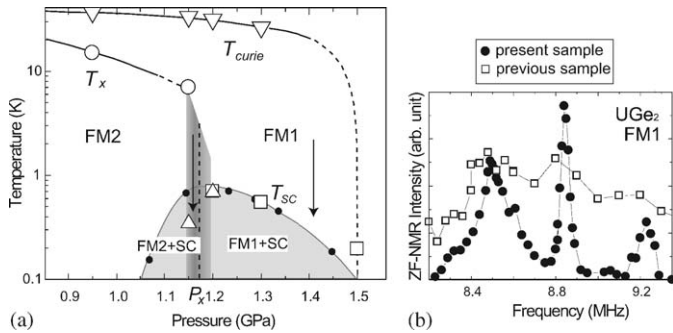 Temperature (K)
10
1
0.1
T_curie
T_x
FM2
FM1
T_SC
FM2+SC
FM1+SC
0.9
1.0
1.1
P_x
1.2
1.3
1.4
1.5
Pressure (GPa)
(a)
present sample
previous sample
UGe₂
FM1
ZF-NMR Intensity (arb. unit)
8.4
8.8
9.2
Frequency (MHz)
(b)